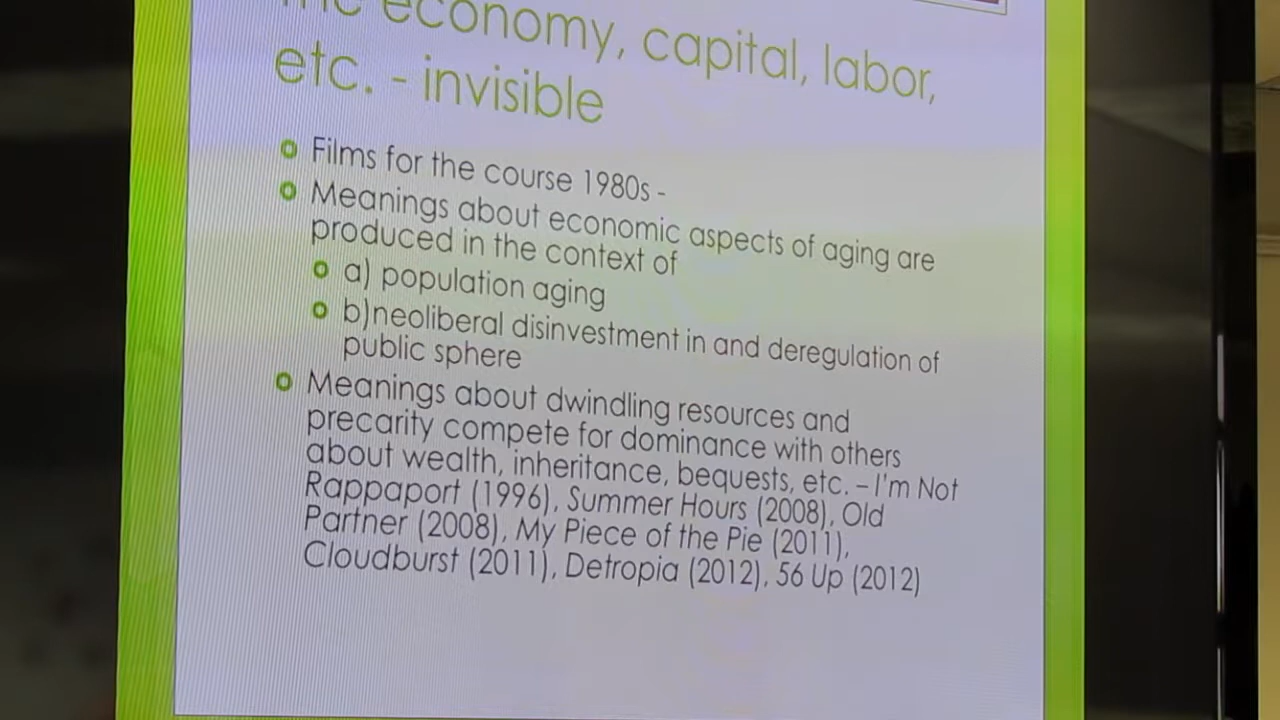 economy, capital, labor,
etc. - invisible
Films for the course 1980s -
Meanings about economic aspects of aging are
produced in the context of
a) population aging
b)neoliberal disinvestment in and deregulation of
public sphere
Meanings about dwindling resources and
precarity compete for dominance with others
about wealth, inheritance, bequests, etc. – I'm Not
Rappaport (1996), Summer Hours (2008), Old
Partner (2008), My Piece of the Pie (2011),
Cloudburst (2011), Detropia (2012), 56 Up (2012)